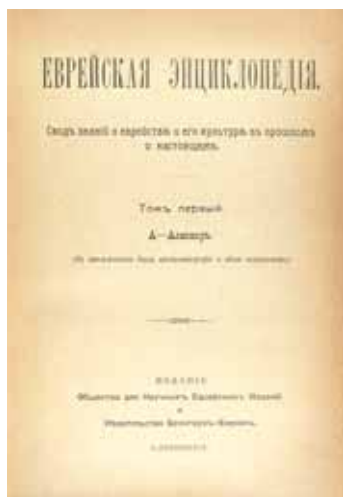 ЕВРЕЙСКАЯ ЭНЦИКЛОПЕДІЯ.
Сводъ знаній о еврействѣ и его культурѣ въ прошломъ
и настоящемъ.
Томъ первый
А—
ИЗДАНІЕ
Общества для Научныхъ Еврейскихъ Изданій
и
Издательства Брокгаузъ-Ефронъ.